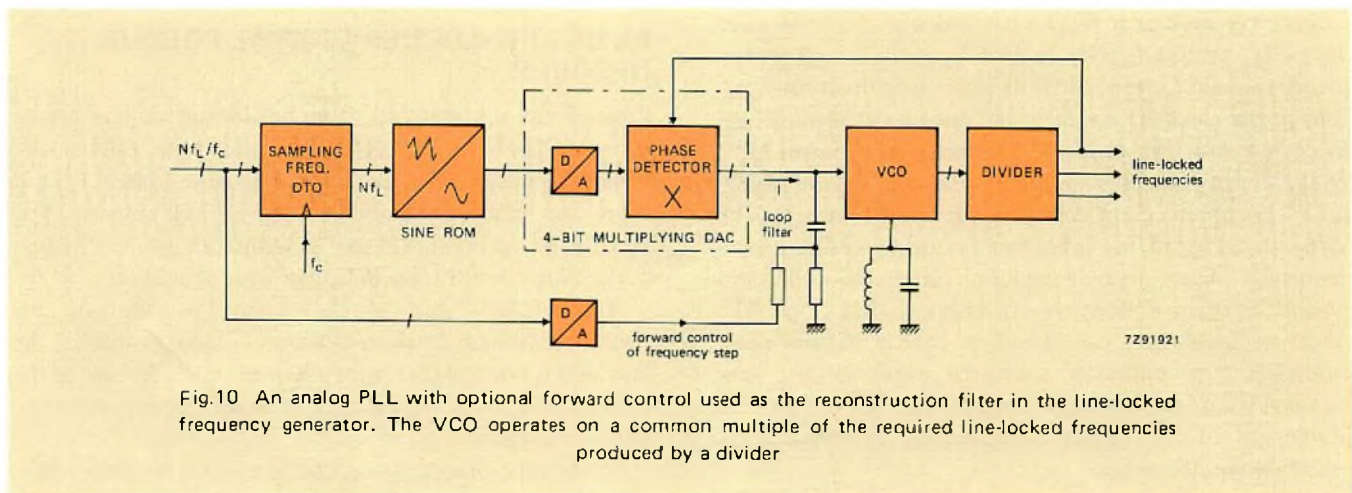 Nf_L/f_c
SAMPLING
FREQ.
DTO
f_c
Nf_L
SINE ROM
D
A
PHASE
DETECTOR
X
4-BIT MULTIPLYING DAC
I
loop
filter
VCO
DIVIDER
line-locked
frequencies
D
A
forward control
of frequency step
7Z91921
Fig.10 An analog PLL with optional forward control used as the reconstruction filter in the line-locked
frequency generator. The VCO operates on a common multiple of the required line-locked frequencies
produced by a divider